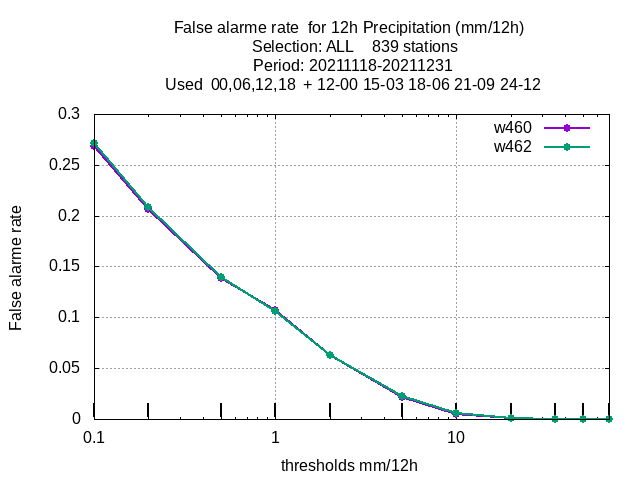 False alarme rate  for 12h Precipitation (mm/12h)
Selection: ALL    839 stations
Period: 20211118-20211231
Used  00,06,12,18  + 12-00 15-03 18-06 21-09 24-12
w460
w462
0.3
0.25
0.2
0.15
0.1
0.05
0
False alarme rate
0.1 1 10
thresholds mm/12h